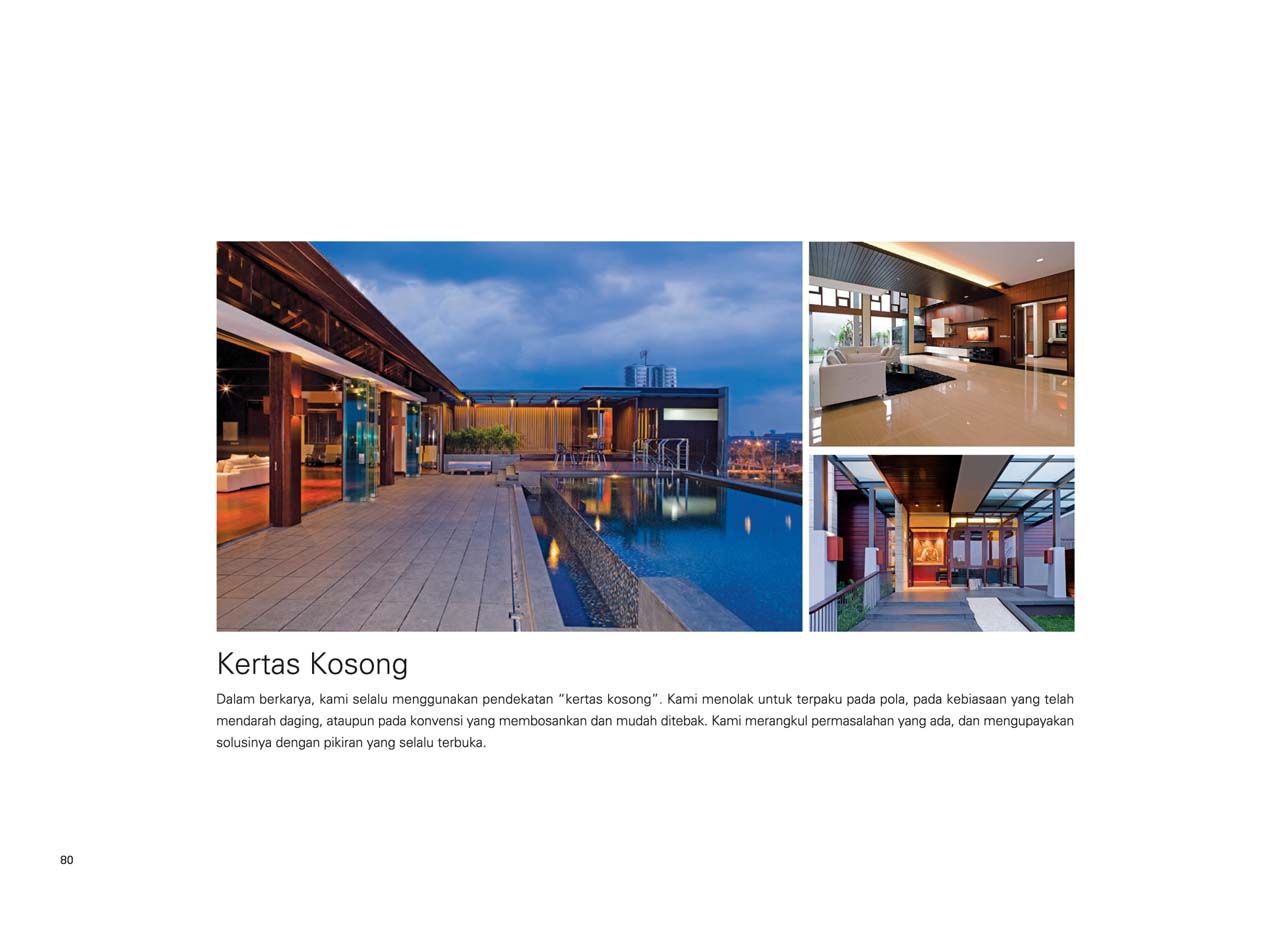 Kertas Kosong
Dalam berkarya, kami selalu menggunakan pendekatan “kertas kosong”. Kami menolak untuk terpaku pada pola, pada kebiasaan yang telah
mendarah daging, ataupun pada konvensi yang membosankan dan mudah ditebak. Kami merangkul permasalahan yang ada, dan mengupayakan
solusinya dengan pikiran yang selalu terbuka.
80